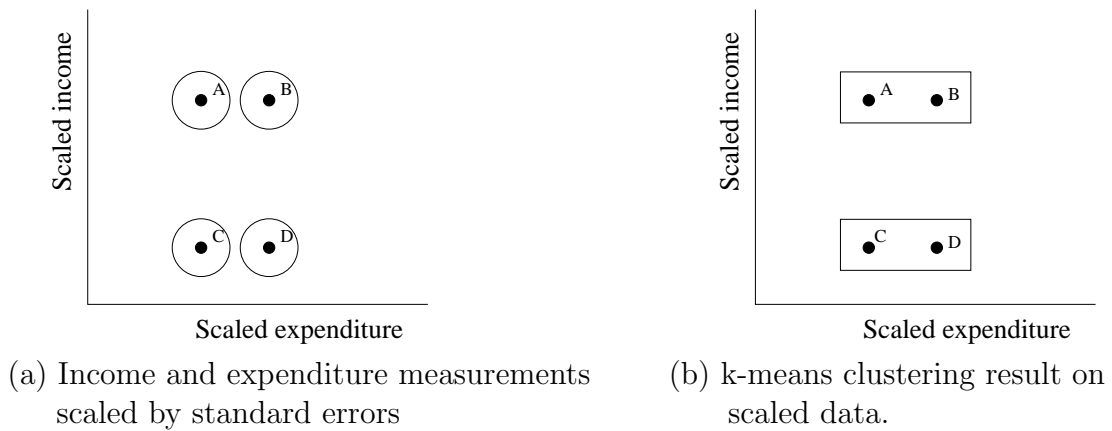 Scaled income
A
B
C
D
Scaled expenditure
(a) Income and expenditure measurements
scaled by standard errors
Scaled income
A
B
C
D
Scaled expenditure
(b) k-means clustering result on
scaled data.